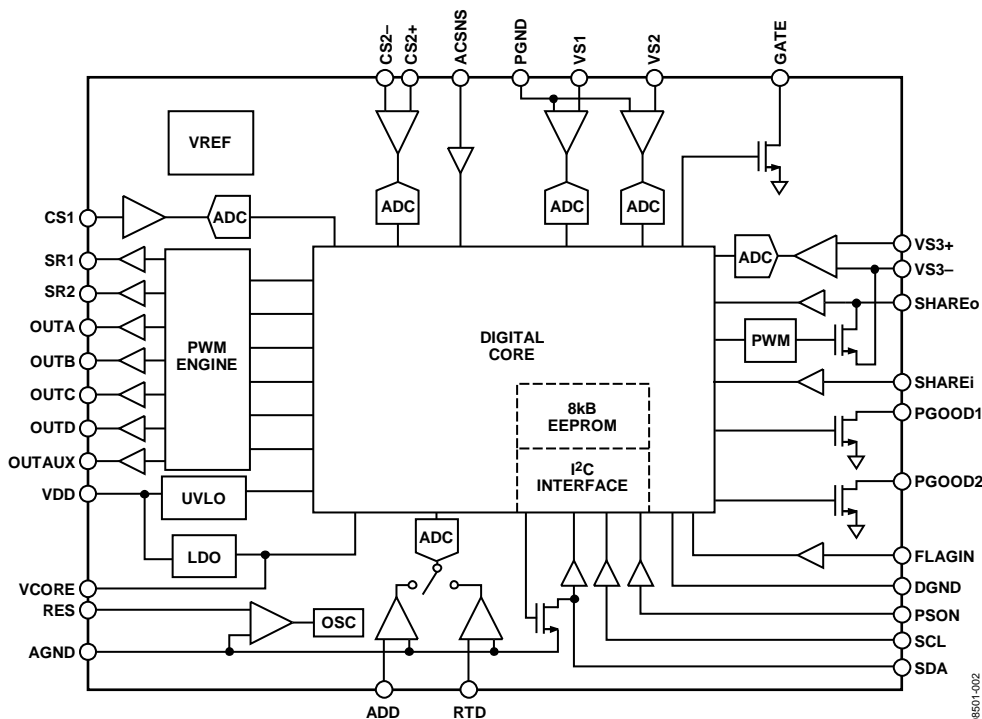 CS2–
CS2+
ACSNS
PGND
VS1
VS2
GATE
VREF
ADC
ADC
ADC
CS1
ADC
VS3+
ADC
VS3–
SR1
SR2
SHAREo
OUTA
DIGITAL
CORE
PWM
PWM
ENGINE
OUTB
OUTC
SHAREi
8kB
EEPROM
PGOOD1
OUTD
OUTAUX
I2C
INTERFACE
PGOOD2
VDD
UVLO
ADC
LDO
FLAGIN
VCORE
DGND
RES
OSC
PSON
SCL
AGND
SDA
ADD
RTD
08501-002